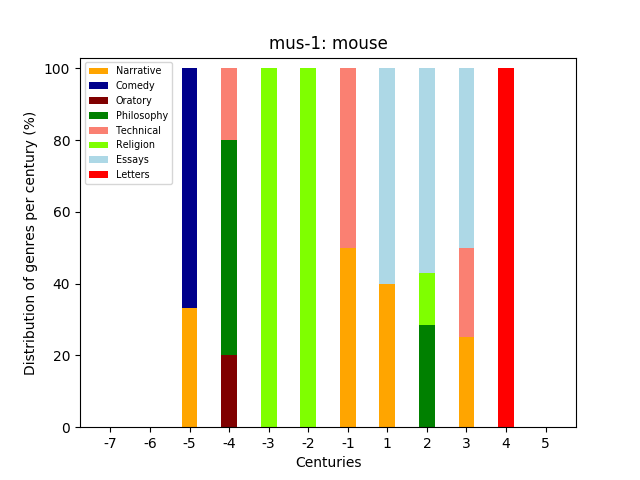 mus-1: mouse
Distribution of genres per century (%)
100
80
60
40
20
0
Narrative
Comedy
Oratory
Philosophy
Technical
Religion
Essays
Letters
-7 -6 -5 -4 -3 -2 -1 1 2 3 4 5
Centuries